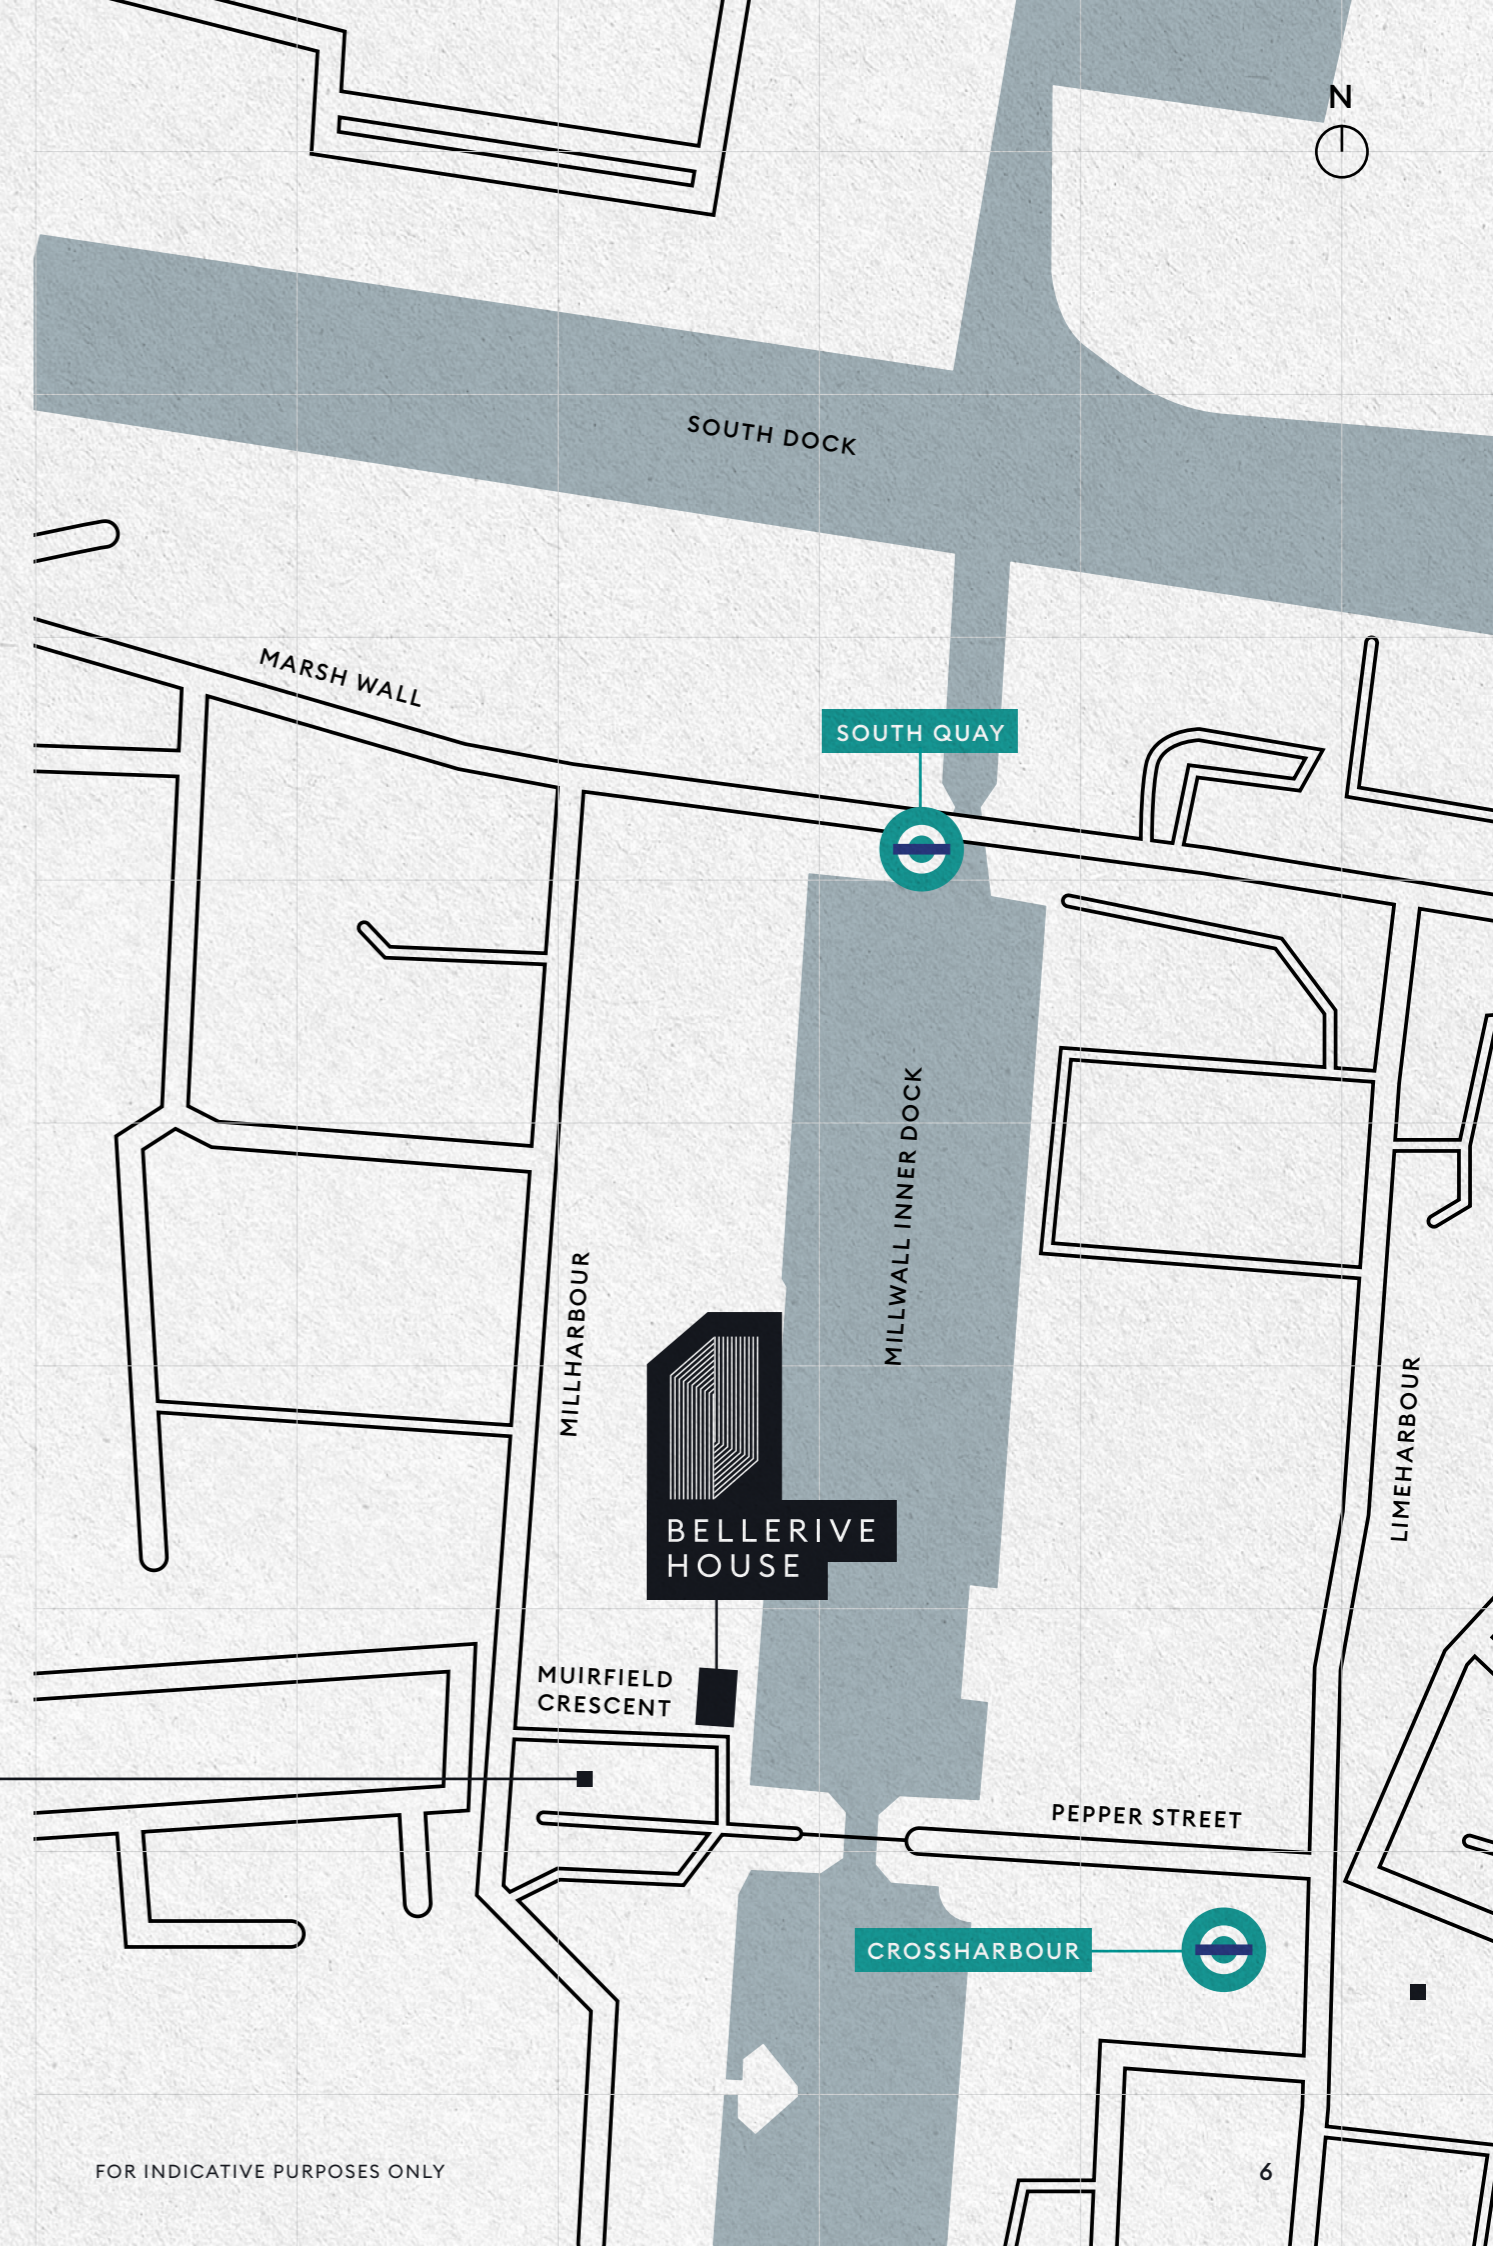 N
SOUTH DOCK
MARSH WALL
SOUTH QUAY
MILLWALL INNER DOCK
MILLHARBOUR
LIMEHARBOUR
BELLERIVE
HOUSE
MUIRFIELD
CRESCENT
PEPPER STREET
CROSSHARBOUR
FOR INDICATIVE PURPOSES ONLY
6